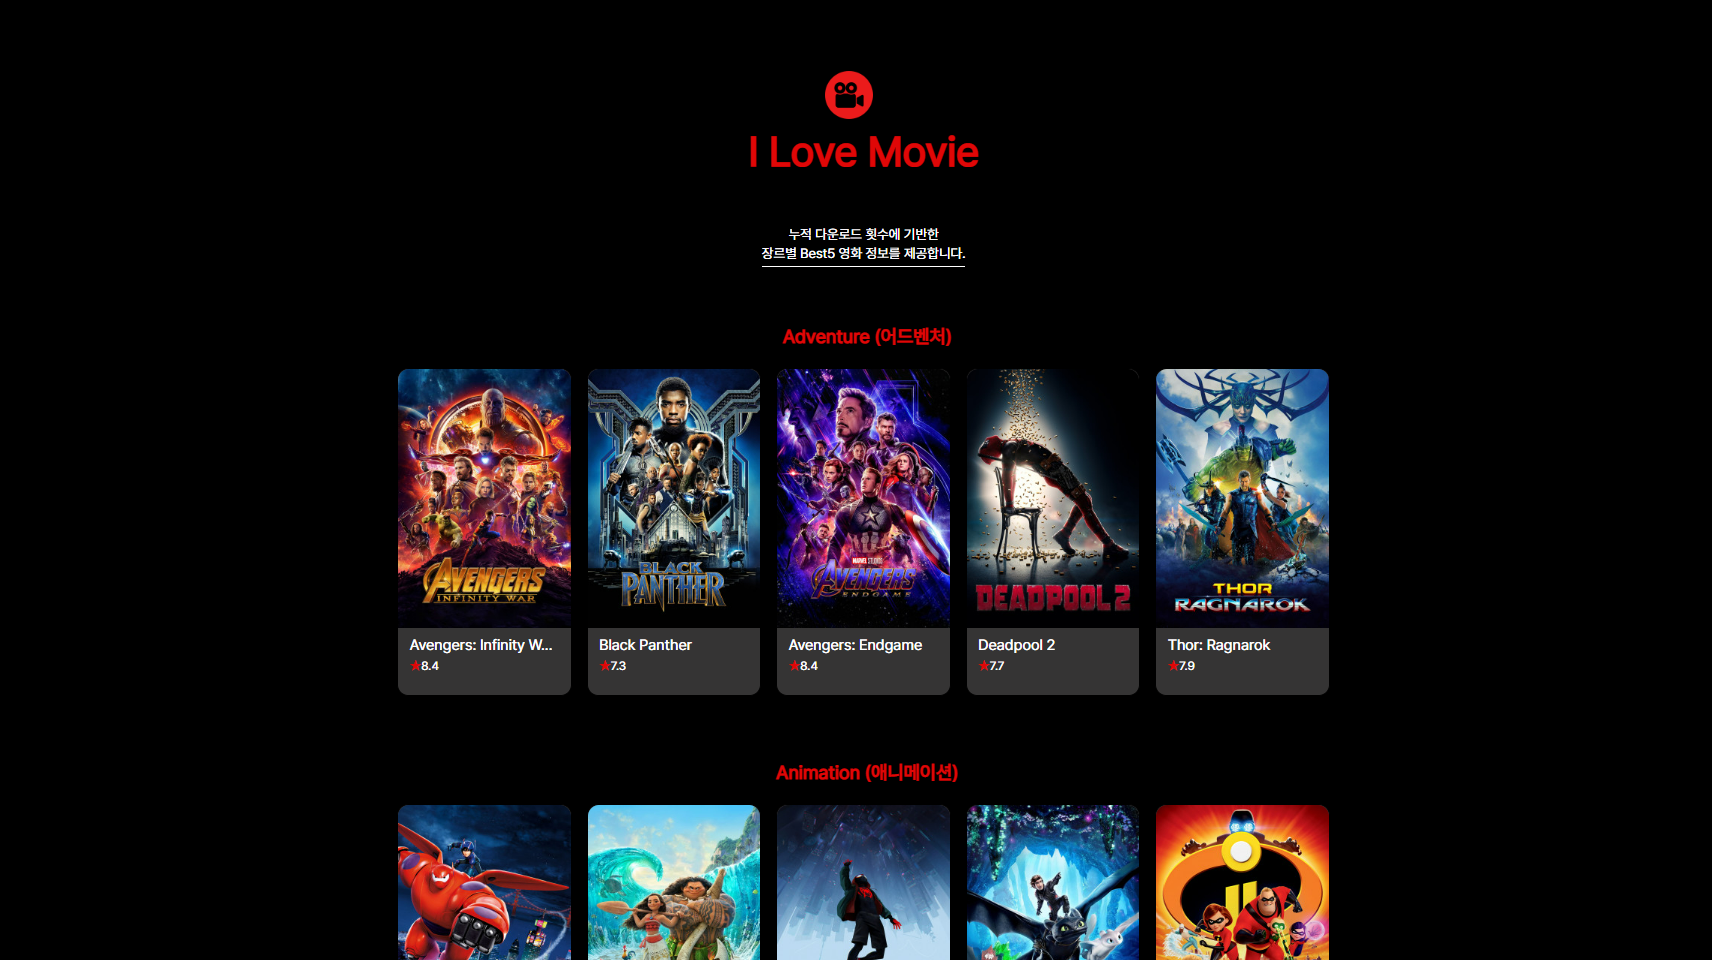 I Love Movie
누적 다운로드 횟수에 기반한
장르별 Best5 영화 정보를 제공합니다.
Adventure (어드벤처)
AVENGERS
INFINITY WAR
BLACK
PANTHER
MARVEL STUDIOS
AVENGERS
ENDGAME
DEADPOOL 2
THOR
RAGNAROK
Avengers: Infinity W...
★8.4
Black Panther
★7.3
Avengers: Endgame
★8.4
Deadpool 2
★7.7
Thor: Ragnarok
★7.9
Animation (애니메이션)